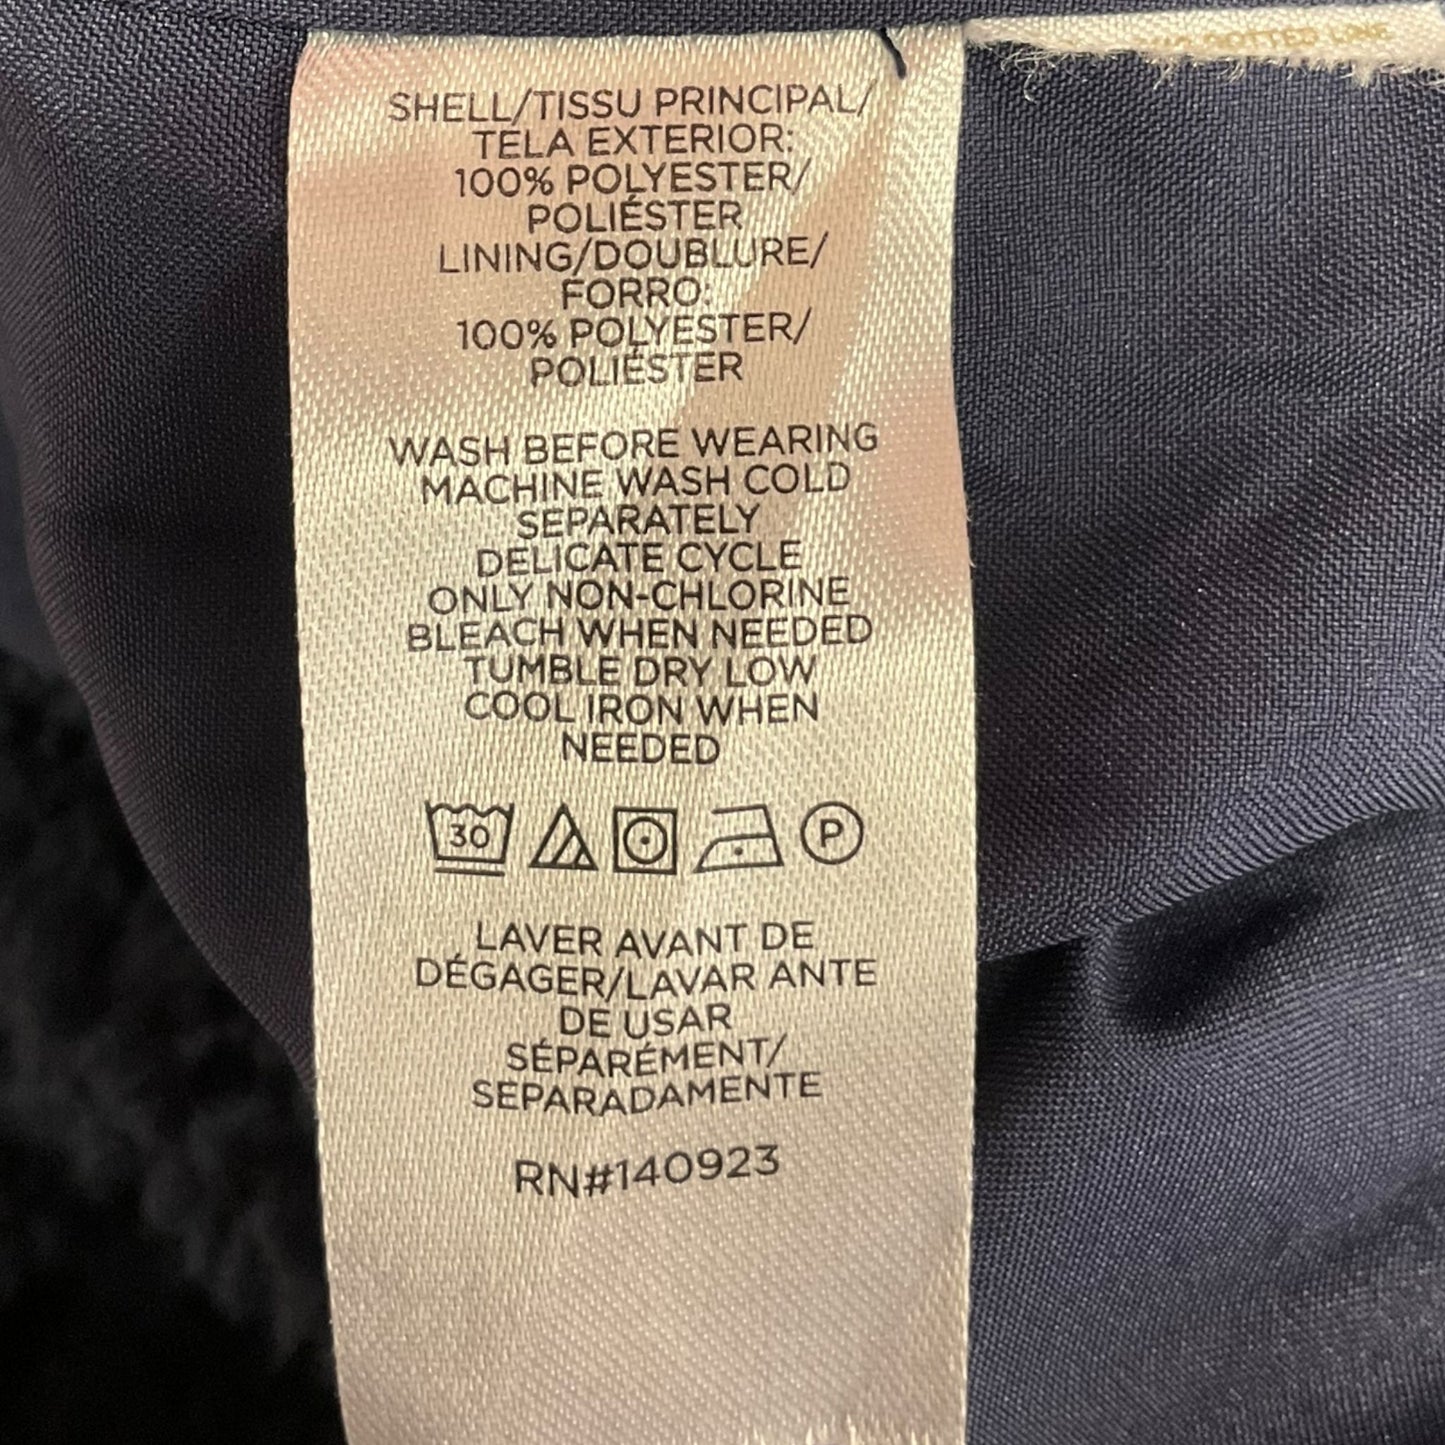 DOTTED LINE
SHELL/TISSU PRINCIPAL/
TELA EXTERIOR:
100% POLYESTER/
POLIÉSTER
LINING/DOUBLURE/
FORRO:
100% POLYESTER/
POLIÉSTER
WASH BEFORE WEARING
MACHINE WASH COLD
SEPARATELY
DELICATE CYCLE
ONLY NON-CHLORINE
BLEACH WHEN NEEDED
TUMBLE DRY LOW
COOL IRON WHEN
NEEDED
30 P
LAVER AVANT DE
DÉGAGER/LAVAR ANTE
DE USAR
SÉPARÉMENT/
SEPARADAMENTE
RN#140923